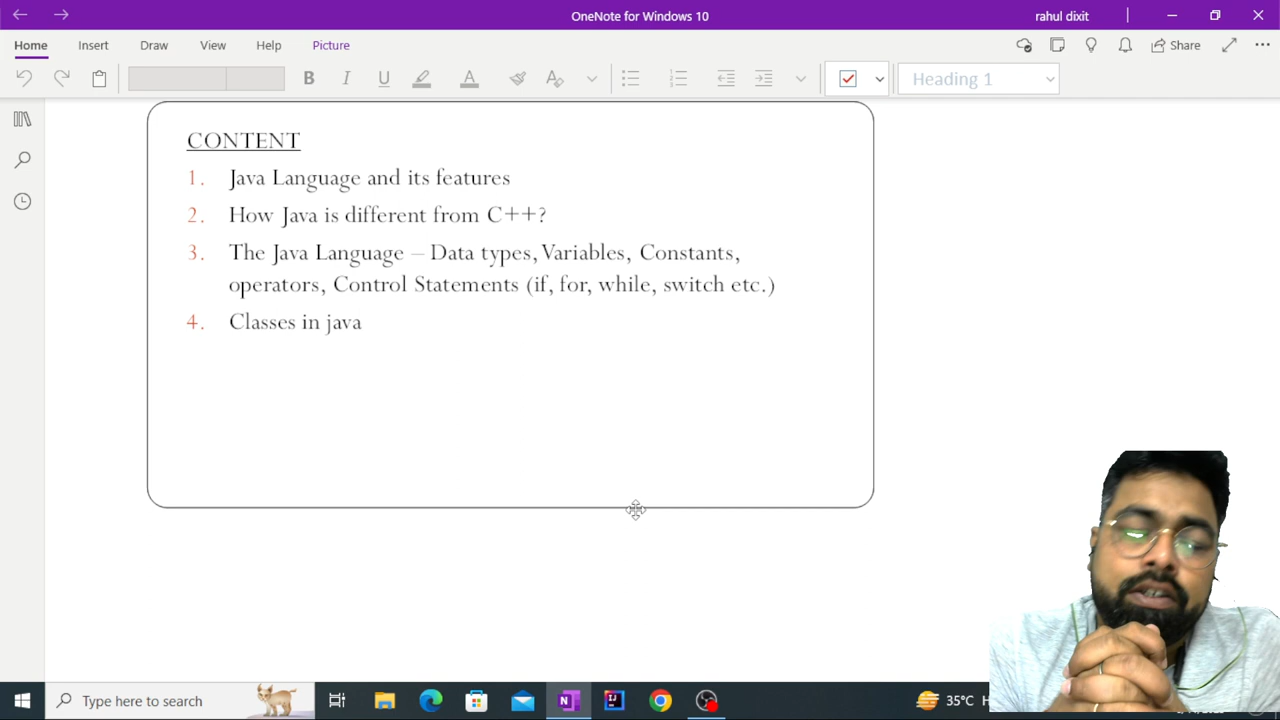 OneNote for Windows 10
rahul dixit
Home Insert Draw View Help Picture
Share
B I U A
Heading 1
CONTENT
1. Java Language and its features
2. How Java is different from C++?
3. The Java Language – Data types, Variables, Constants,
operators, Control Statements (if, for, while, switch etc.)
4. Classes in java
Type here to search
35°C